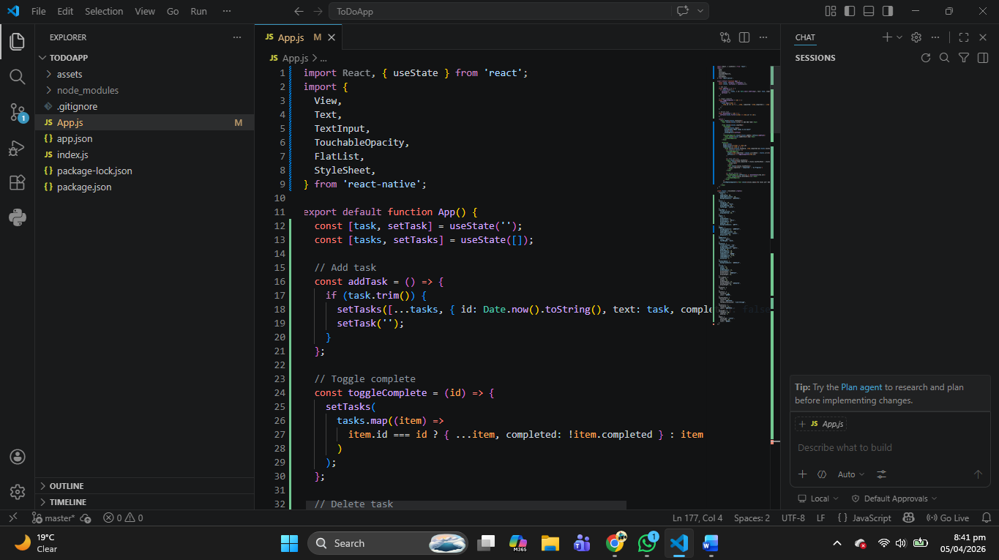 File Edit Selection View Go Run ···
ToDoApp
EXPLORER
TODOAPP
assets
node_modules
.gitignore
JS App.js M
{} app.json
JS index.js
{} package-lock.json
{} package.json
OUTLINE
TIMELINE
JS App.js M
JS App.js > ...
1 import React, { useState } from 'react';
2 import {
3 View,
4 Text,
5 TextInput,
6 TouchableOpacity,
7 FlatList,
8 StyleSheet,
9 } from 'react-native';
10
11 export default function App() {
12 const [task, setTask] = useState('');
13 const [tasks, setTasks] = useState([]);
14
15 // Add task
16 const addTask = () => {
17 if (task.trim()) {
18 setTasks([...tasks, { id: Date.now().toString(), text: task, completed: false
19 setTask('');
20 }
21 };
22
23 // Toggle complete
24 const toggleComplete = (id) => {
25 setTasks(
26 tasks.map((item) =>
27 item.id === id ? { ...item, completed: !item.completed } : item
28 )
29 );
30 };
31
32 // Delete task
CHAT
SESSIONS
Tip: Try the Plan agent to research and plan
before implementing changes.
JS App.js
Describe what to build
Auto
Local Default Approvals
1
master* 0 0
Ln 177, Col 4 Spaces: 2 UTF-8 LF {} JavaScript Go Live
19°C
Clear
Search
M365
1
8:41 pm
05/04/2026